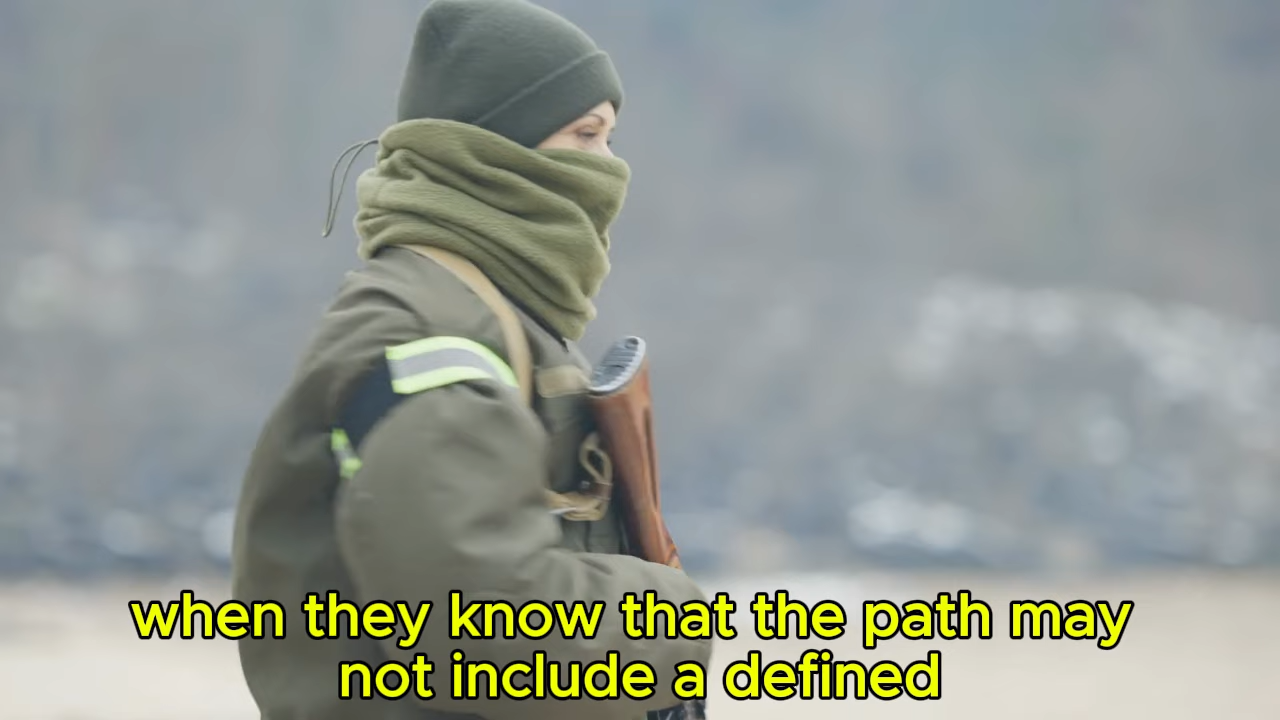 when they know that the path may
not include a defined